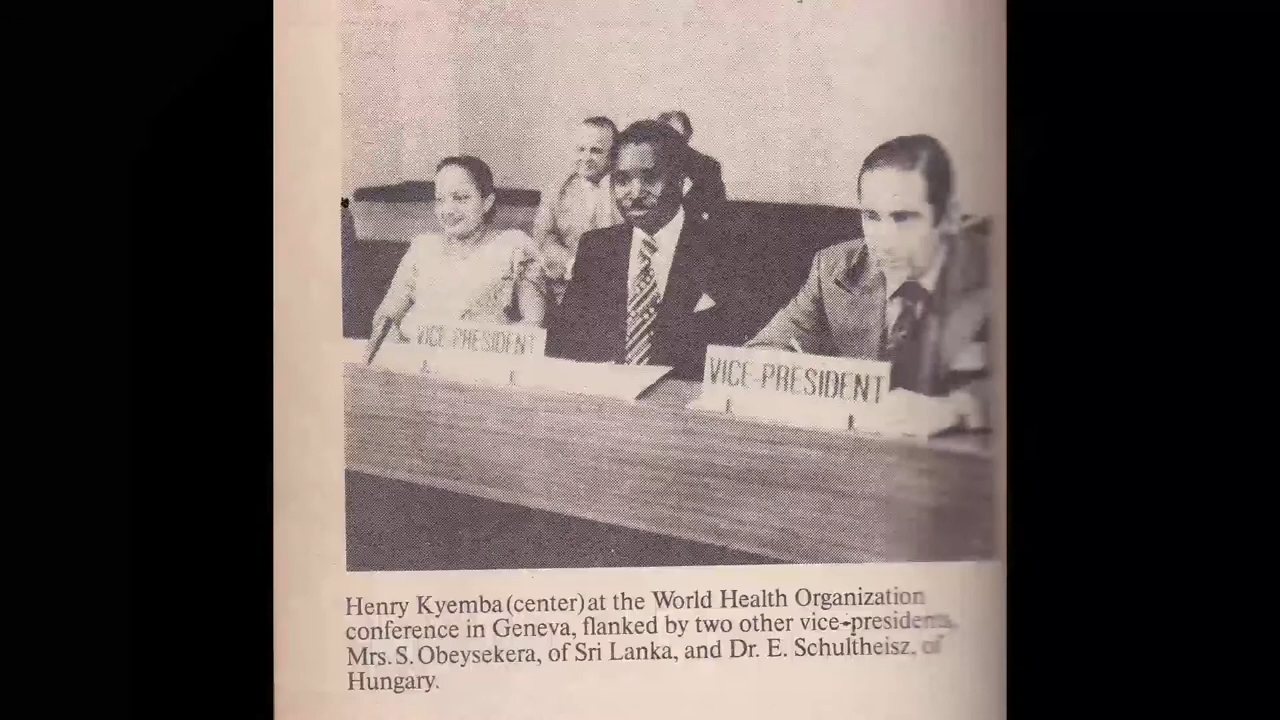 VICE-PRESIDENT
VICE-PRESIDENT
Henry Kyemba (center) at the World Health Organization
conference in Geneva, flanked by two other vice-presidents,
Mrs. S. Obeysekera, of Sri Lanka, and Dr. E. Schultheisz, of
Hungary.